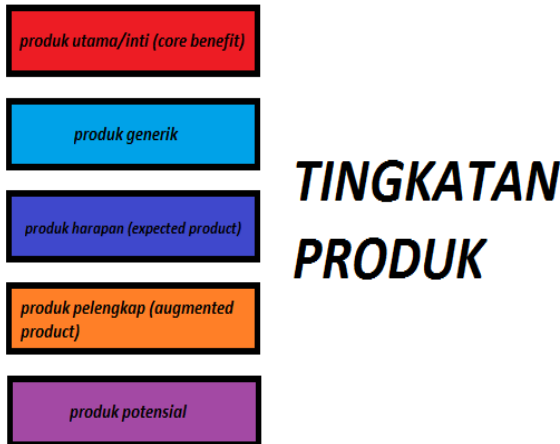 produk utama/inti (core benefit)
produk generik
produk harapan (expected product)
produk pelengkap (augmented
product)
produk potensial
TINGKATAN
PRODUK